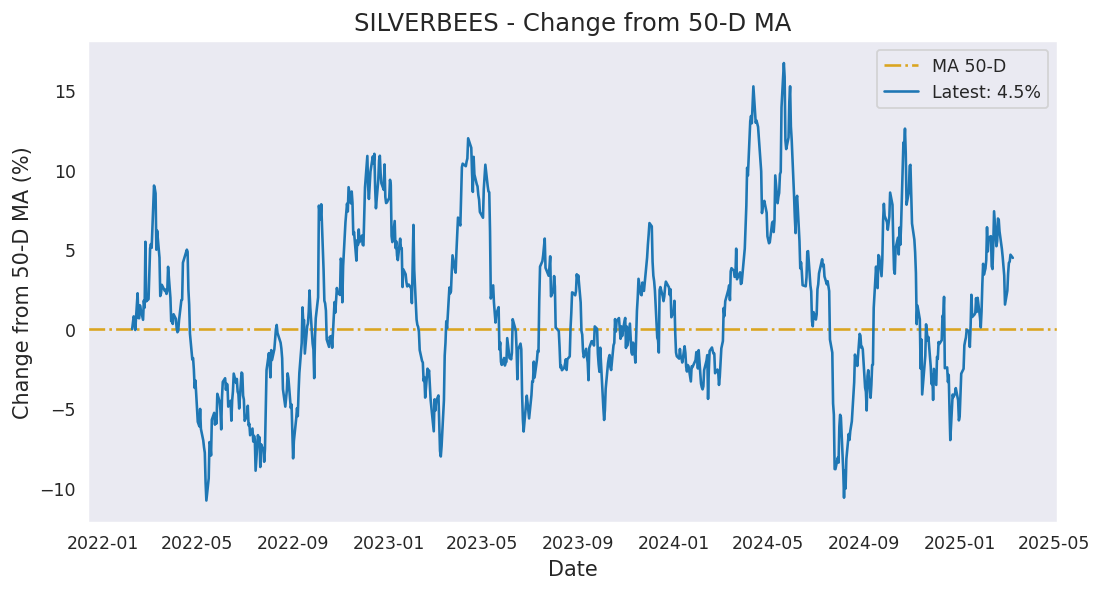 SILVERBEES - Change from 50-D MA
MA 50-D
Latest: 4.5%
Change from 50-D MA (%)
15
10
5
0
−5
−10
2022-01 2022-05 2022-09 2023-01 2023-05 2023-09 2024-01 2024-05 2024-09 2025-01 2025-05
Date